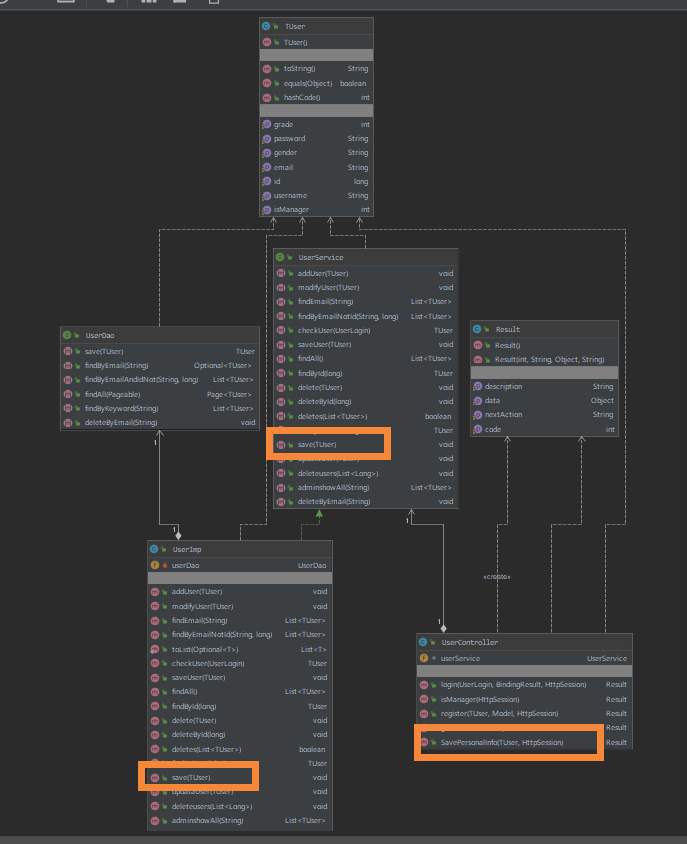 TUser
TUser()
toString() String
equals(Object) boolean
hashCode() int
grade int
password String
gender String
email String
id long
username String
isManager int
UserService
addUser(TUser) void
modifyUser(TUser) void
findEmail(String) List<TUser>
findByEmailNotId(String, long) List<TUser>
checkUser(UserLogin) TUser
saveUser(TUser) void
findAll() List<TUser>
findById(long) TUser
delete(TUser) void
deleteById(long) void
deletes(List<TUser>) boolean
TUser
save(TUser) void
void
deleteusers(List<Long>) void
adminshowAll(String) List<TUser>
deleteByEmail(String) void
UserDao
save(TUser) TUser
findByEmail(String) Optional<TUser>
findByEmailAndIdNot(String, long) List<TUser>
findAll(Pageable) Page<TUser>
findByKeyword(String) List<TUser>
deleteByEmail(String) void
Result
Result()
Result(int, String, Object, String)
description String
data Object
nextAction String
code int
1
1
1
1
«create»
UserImp
userDao UserDao
addUser(TUser) void
modifyUser(TUser) void
findEmail(String) List<TUser>
findByEmailNotId(String, long) List<TUser>
toList(Optional<T>) List<T>
checkUser(UserLogin) TUser
saveUser(TUser) void
findAll() List<TUser>
findById(long) TUser
delete(TUser) void
deleteById(long) void
deletes(List<TUser>) boolean
TUser
save(TUser) void
updataUser(TUser) void
deleteusers(List<Long>) void
adminshowAll(String) List<TUser>
UserController
userService UserService
login(UserLogin, BindingResult, HttpSession) Result
isManager(HttpSession) Result
register(TUser, Model, HttpSession) Result
Result
SavePersonalInfo(TUser, HttpSession) Result